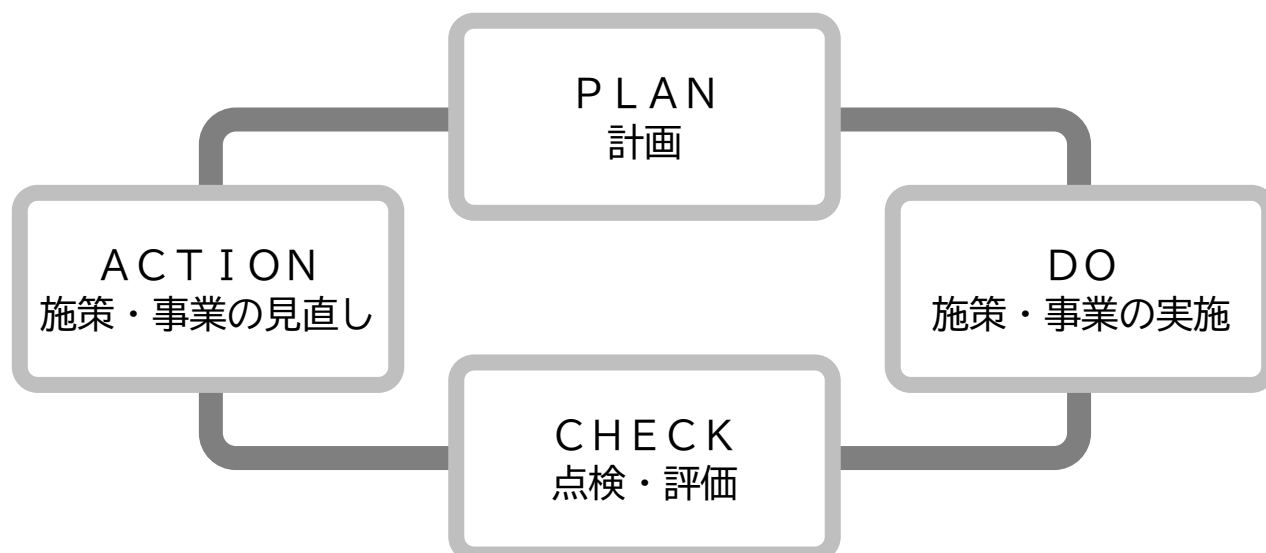 ＰＬＡＮ
計画
ＡＣＴＩＯＮ
施策・事業の見直し
ＤＯ
施策・事業の実施
ＣＨＥＣＫ
点検・評価